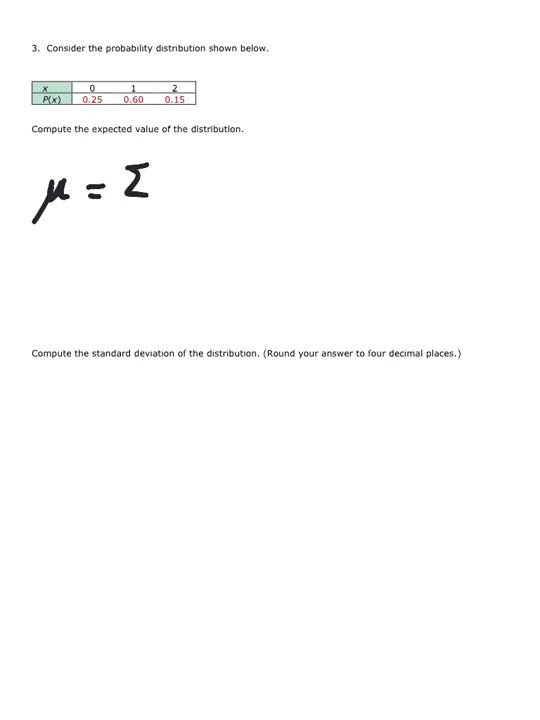 3. Consider the probability distribution shown below.
x 0 1 2
P(x) 0.25 0.60 0.15
Compute the expected value of the distribution.
μ = Σ
Compute the standard deviation of the distribution. (Round your answer to four decimal places.)